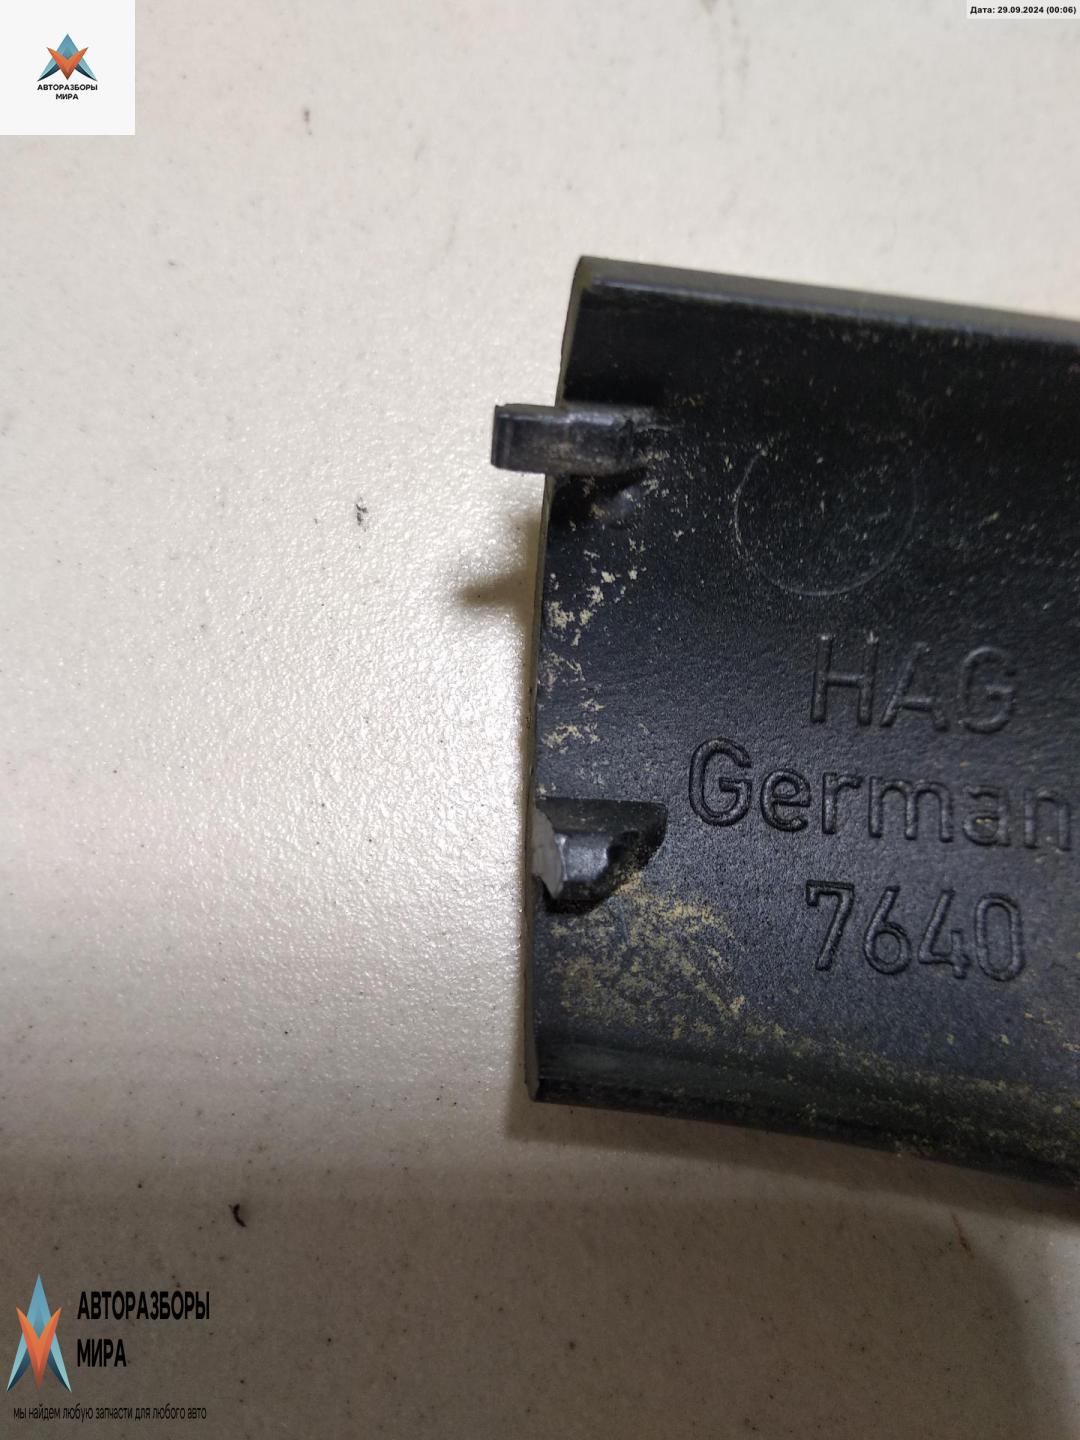 Дата: 29.09.2024 (00:06)
АВТОРАЗБОРЫ
МИРА
HAG
German
7640
АВТОРАЗБОРЫ
МИРА
мы найдем любую запчасти для любого авто